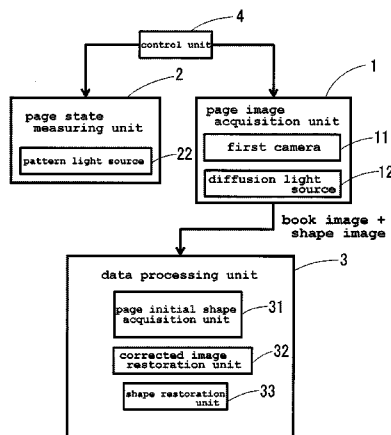 4
control unit
2
page state
measuring unit
pattern light source
22
1
page image
acquisition unit
first camera
11
diffusion light
source
12
book image +
shape image
3
data processing unit
page initial shape
acquisition unit
31
corrected image
restoration unit
32
shape restoration
unit
33